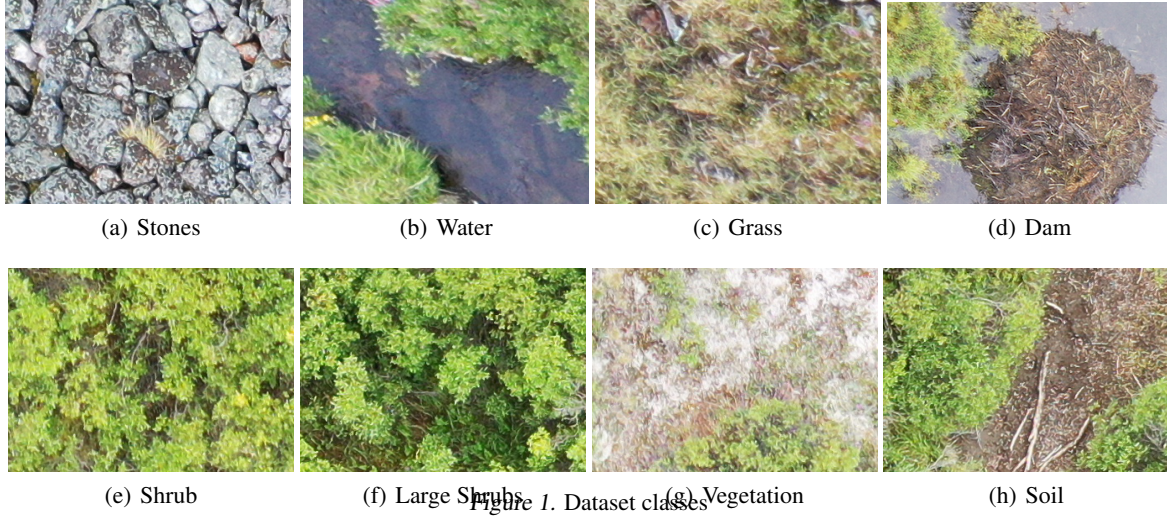 (a) Stones
(b) Water
(c) Grass
(d) Dam
(e) Shrub
(f) Large Shrubs
(g) Vegetation
(h) Soil
Figure 1. Dataset classes